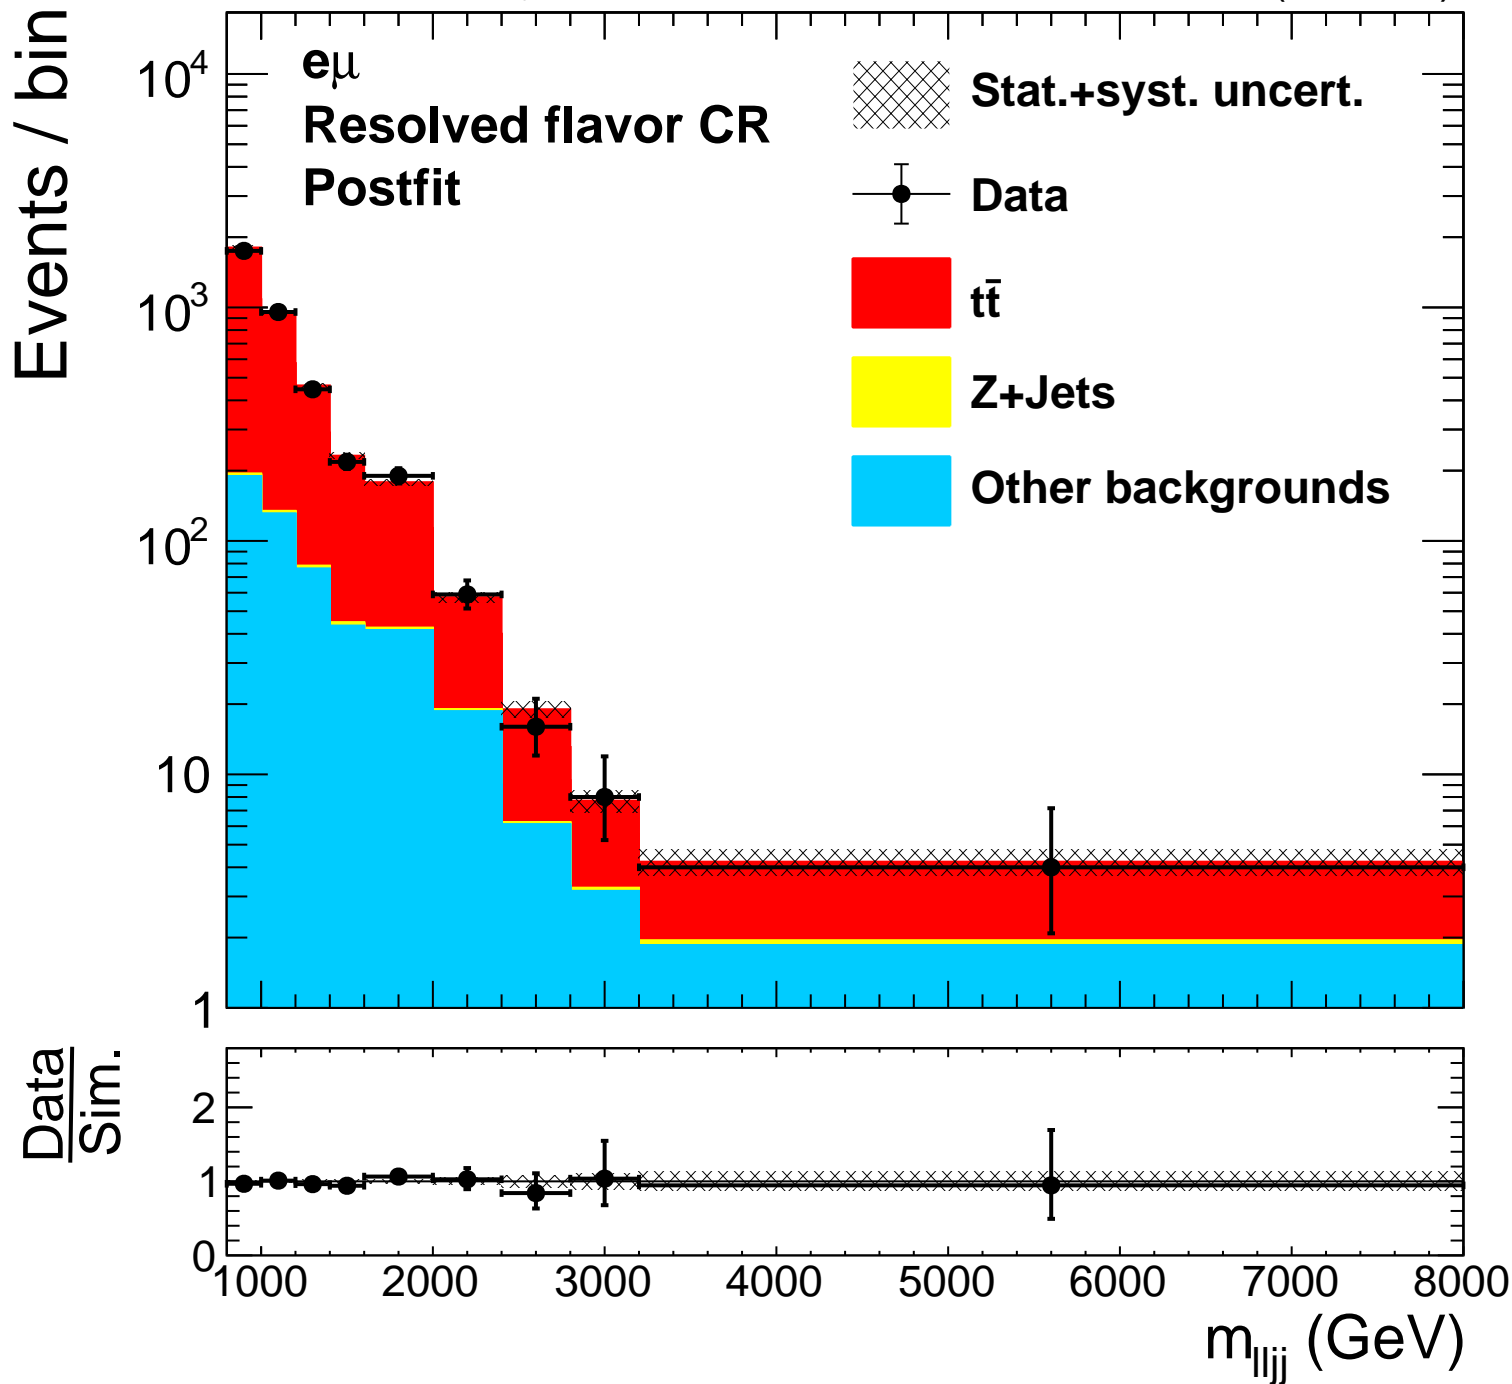 Events / bin
10⁴
10³
10²
10
1
eμ
Resolved flavor CR
Postfit
Stat.+syst. uncert.
Data
tt̄
Z+Jets
Other backgrounds
Data
Sim.
2
1
0
1000 2000 3000 4000 5000 6000 7000 8000
m_lljj (GeV)